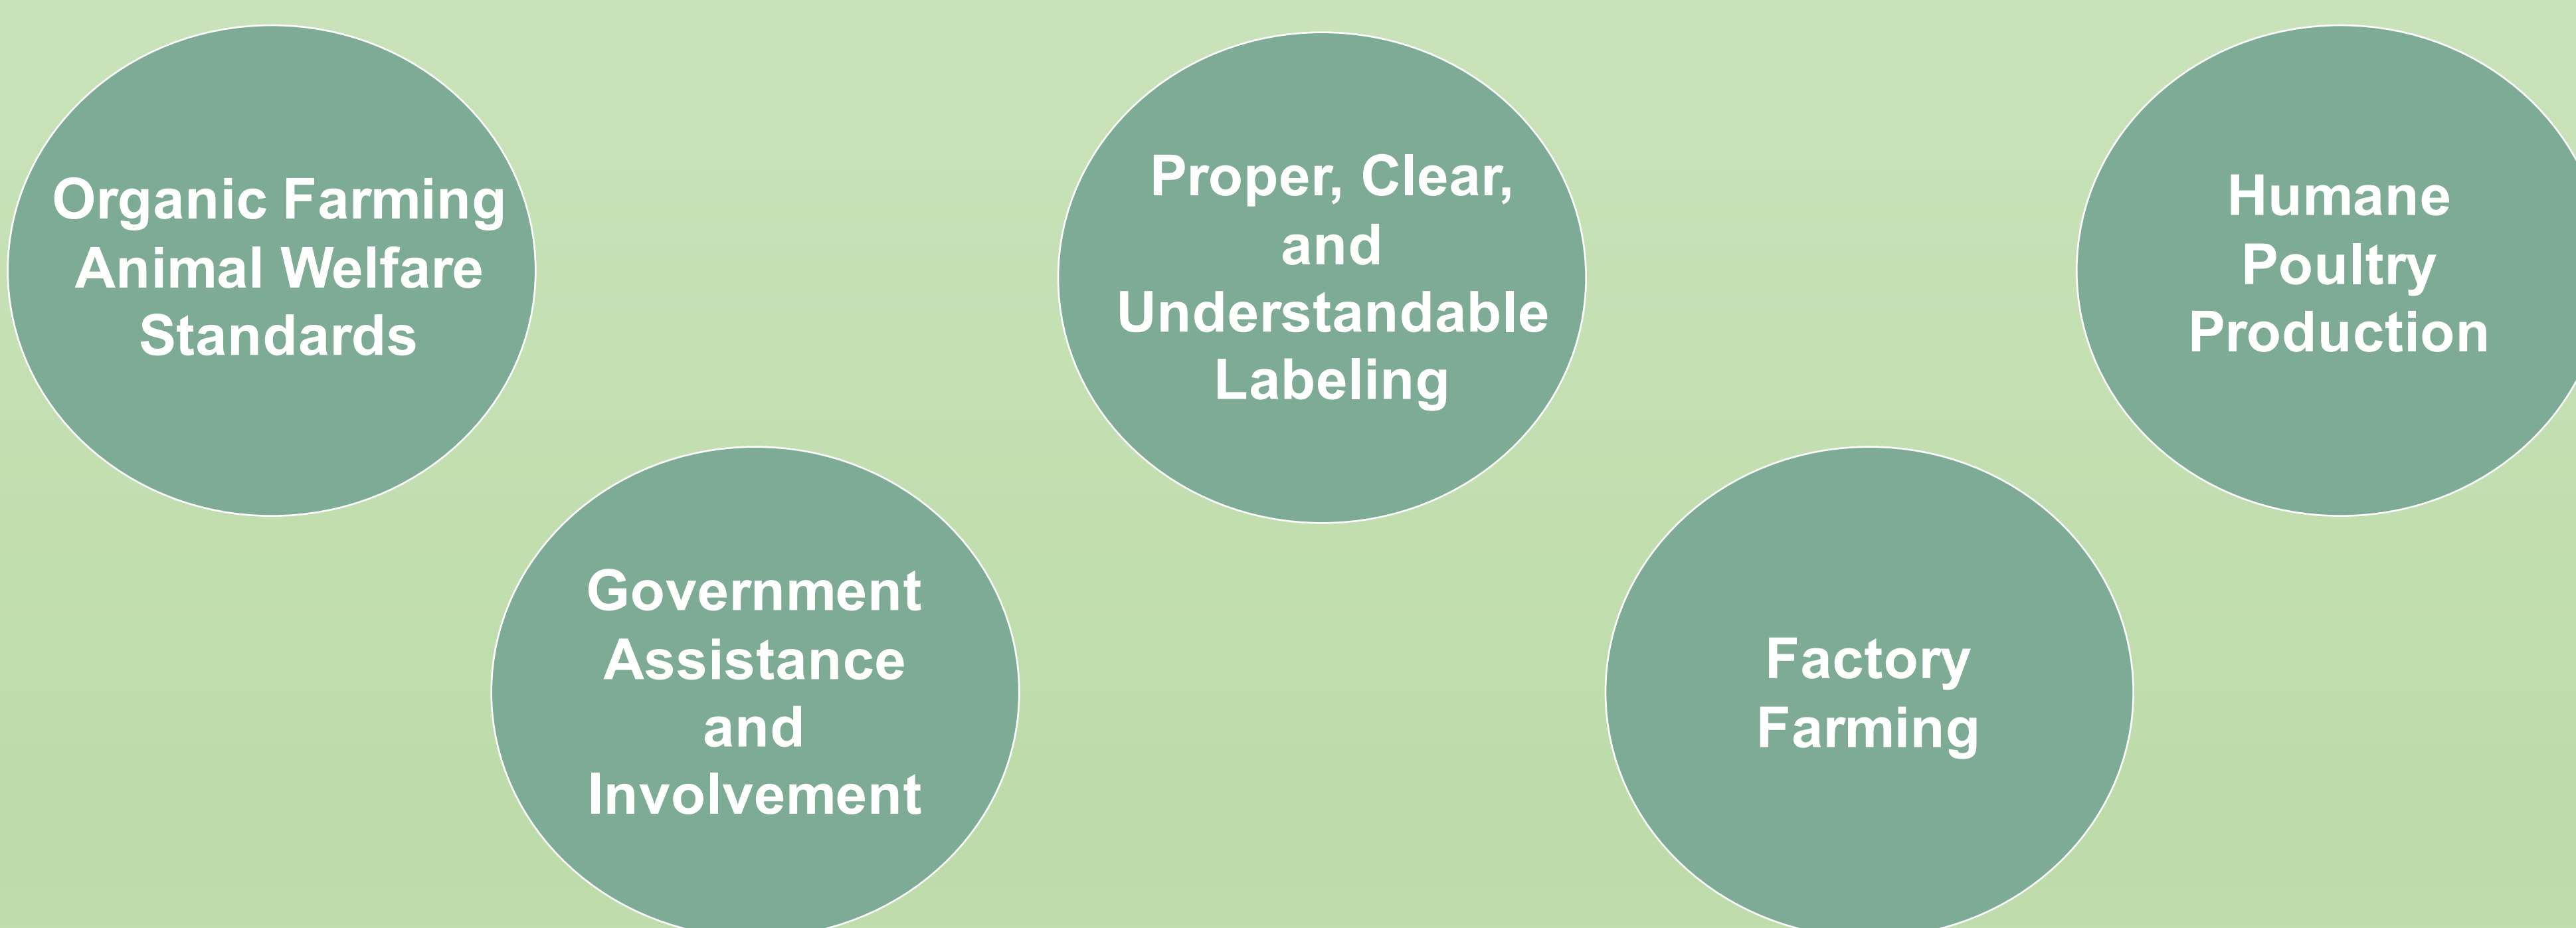 Organic Farming
Animal Welfare
Standards
Proper, Clear,
and
Understandable
Labeling
Humane
Poultry
Production
Government
Assistance
and
Involvement
Factory
Farming